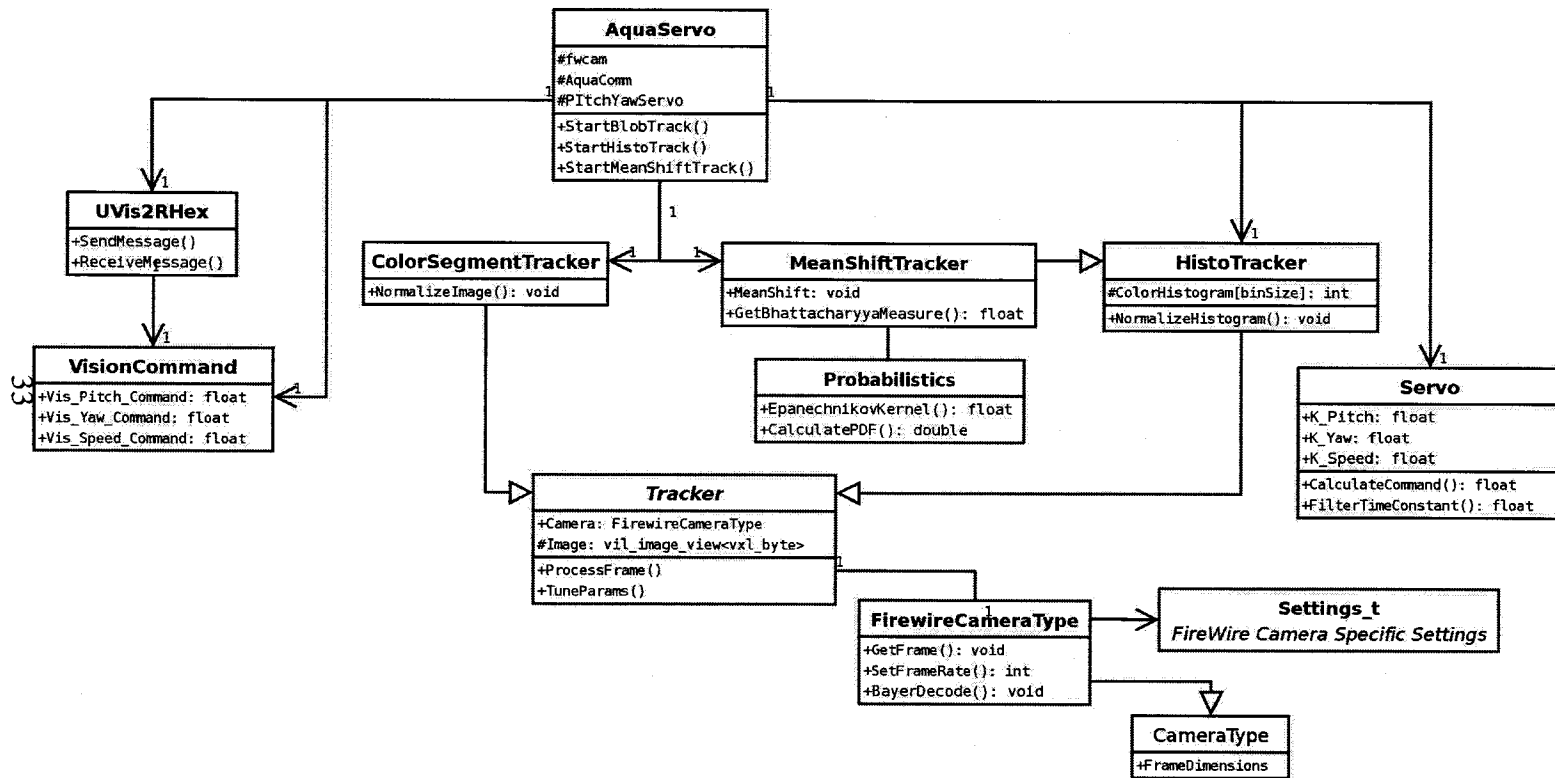 AquaServo
#fwcam
#AquaComm
#PItchYawServo
+StartBlobTrack()
+StartHistoTrack()
+StartMeanShiftTrack()
1
1
1
1
UVis2RHex
+SendMessage()
+ReceiveMessage()
1
1
VisionCommand
+Vis_Pitch_Command: float
+Vis_Yaw_Command: float
+Vis_Speed_Command: float
1
33
1
ColorSegmentTracker
+NormalizeImage(): void
1
MeanShiftTracker
+MeanShift: void
+GetBhattacharyyaMeasure(): float
1
HistoTracker
#ColorHistogram[binSize]: int
+NormalizeHistogram(): void
Probabilistics
+EpanechnikovKernel(): float
+CalculatePDF(): double
1
Servo
+K_Pitch: float
+K_Yaw: float
+K_Speed: float
+CalculateCommand(): float
+FilterTimeConstant(): float
Tracker
+Camera: FirewireCameraType
#Image: vil_image_view<vxl_byte>
+ProcessFrame()
+TuneParams()
1
1
FirewireCameraType
+GetFrame(): void
+SetFrameRate(): int
+BayerDecode(): void
Settings_t
FireWire Camera Specific Settings
CameraType
+FrameDimensions